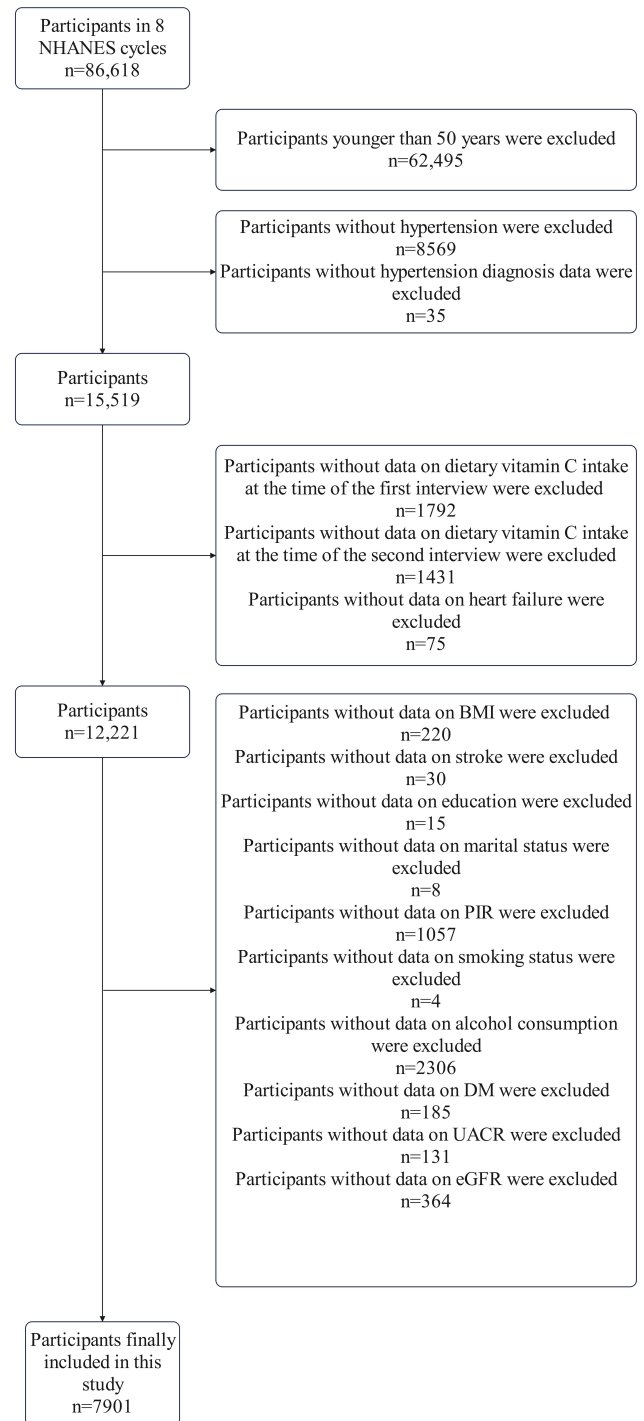 Participants in 8
NHANES cycles
n=86,618
Participants younger than 50 years were excluded
n=62,495
Participants without hypertension were excluded
n=8569
Participants without hypertension diagnosis data were
excluded
n=35
Participants
n=15,519
Participants without data on dietary vitamin C intake
at the time of the first interview were excluded
n=1792
Participants without data on dietary vitamin C intake
at the time of the second interview were excluded
n=1431
Participants without data on heart failure were
excluded
n=75
Participants
n=12,221
Participants without data on BMI were excluded
n=220
Participants without data on stroke were excluded
n=30
Participants without data on education were excluded
n=15
Participants without data on marital status were
excluded
n=8
Participants without data on PIR were excluded
n=1057
Participants without data on smoking status were
excluded
n=4
Participants without data on alcohol consumption
were excluded
n=2306
Participants without data on DM were excluded
n=185
Participants without data on UACR were excluded
n=131
Participants without data on eGFR were excluded
n=364
Participants finally
included in this
study
n=7901